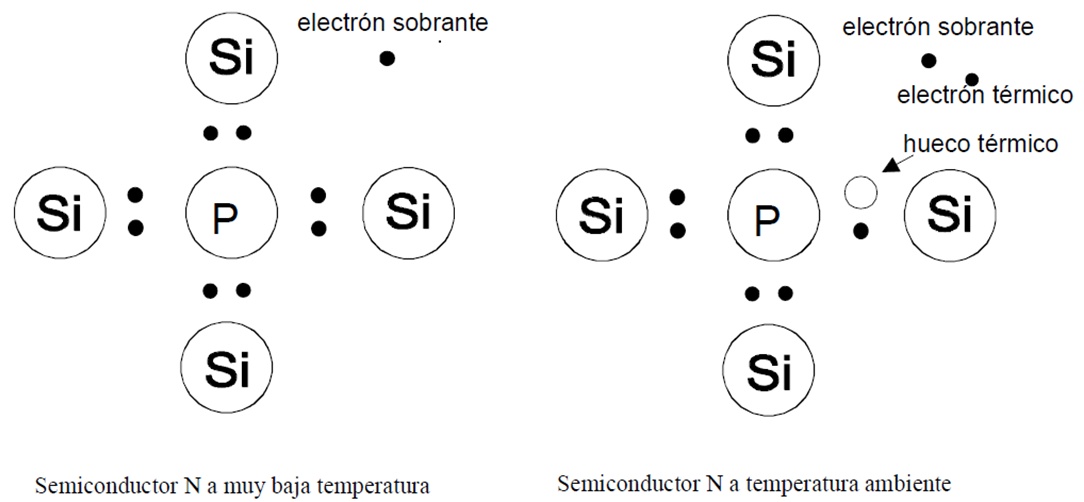 electrón sobrante
Si
Si
P
Si
Si
Semiconductor N a muy baja temperatura
electrón sobrante
electrón térmico
hueco térmico
Si
Si
P
Si
Si
Semiconductor N a temperatura ambiente